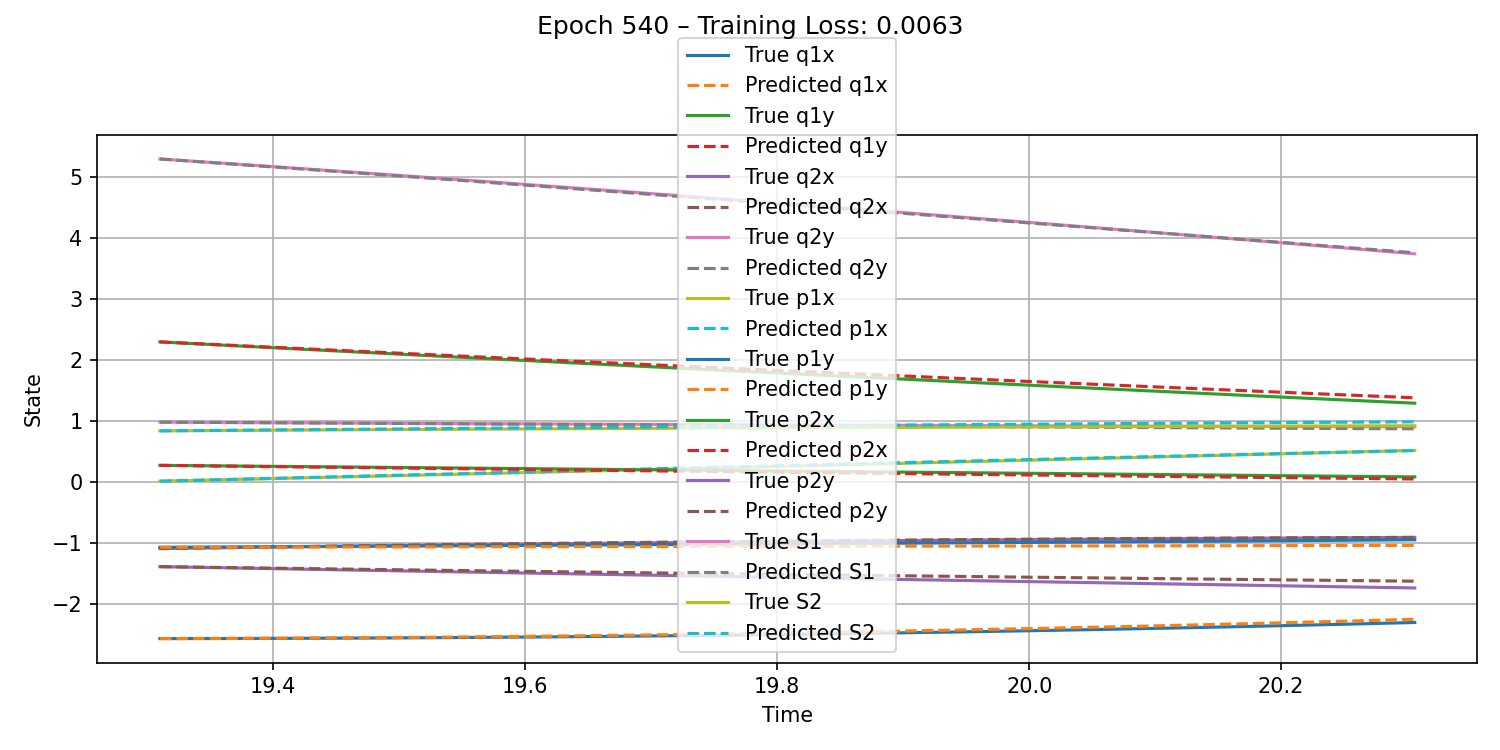 Epoch 540 – Training Loss: 0.0063
True q1x
Predicted q1x
True q1y
Predicted q1y
True q2x
Predicted q2x
True q2y
Predicted q2y
True p1x
Predicted p1x
True p1y
Predicted p1y
True p2x
Predicted p2x
True p2y
Predicted p2y
True S1
Predicted S1
True S2
Predicted S2
State
5
4
3
2
1
0
−1
−2
19.4
19.6
19.8
20.0
20.2
Time